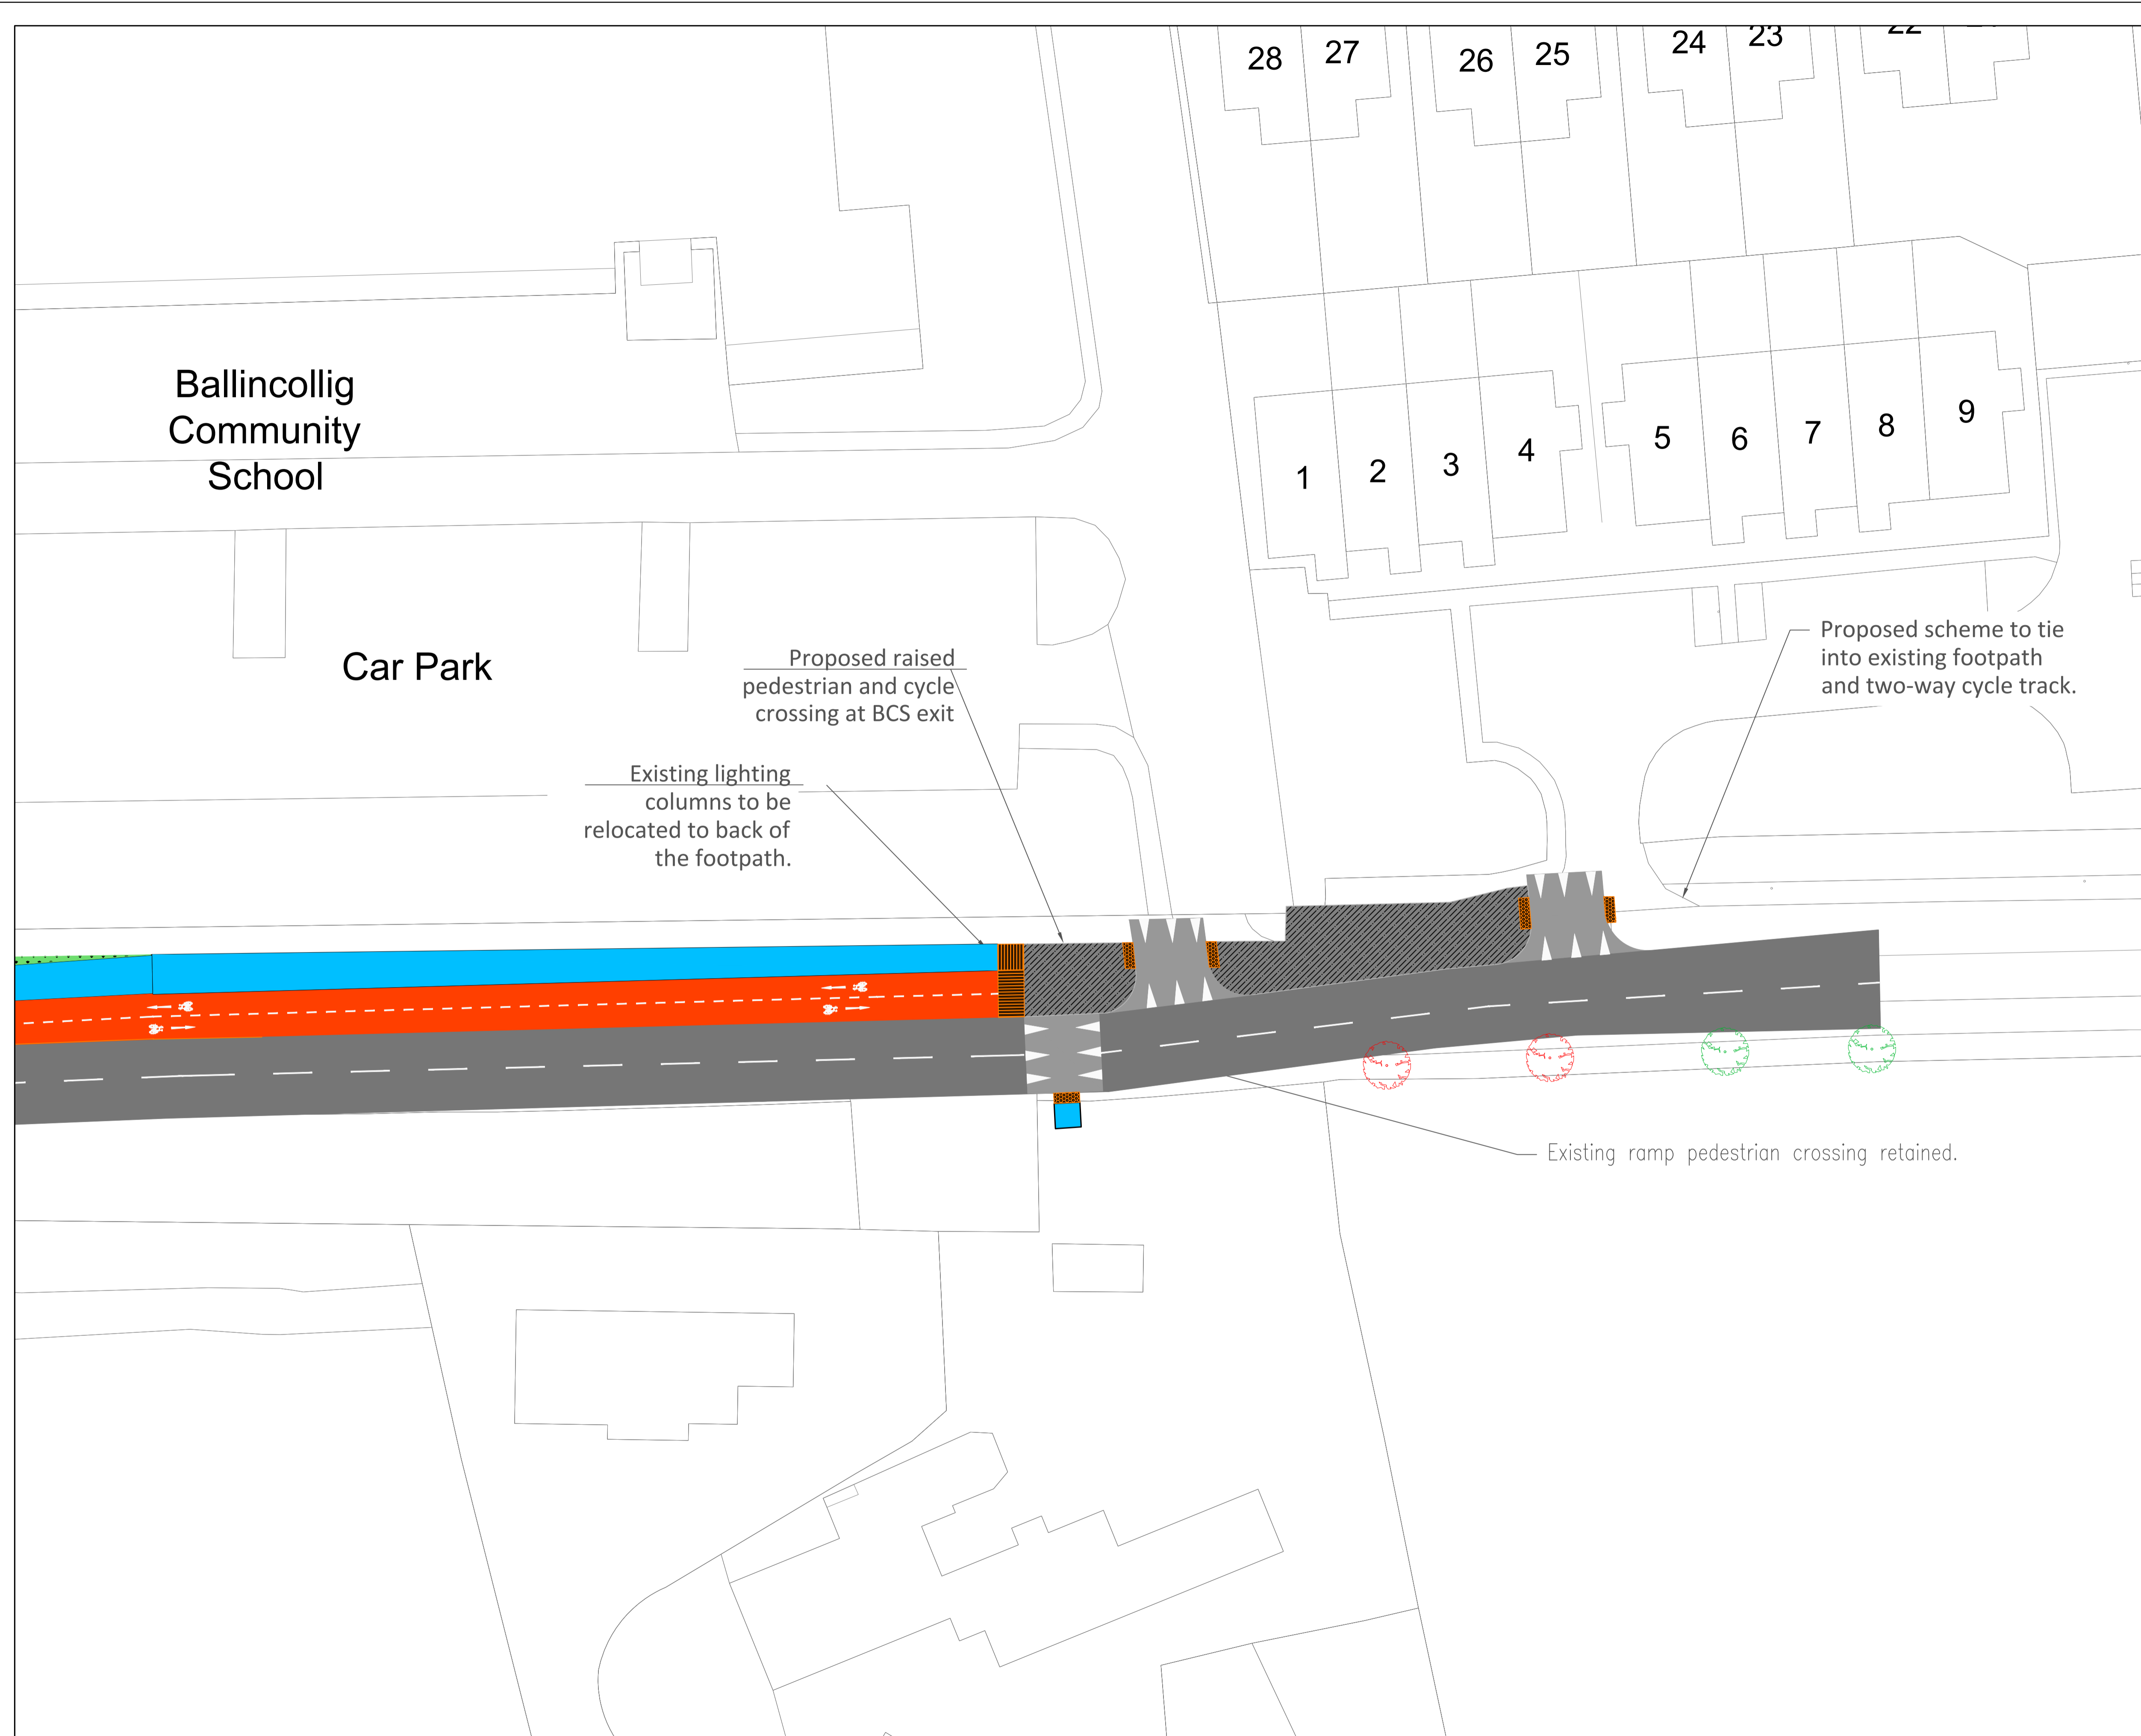 28
27
26
25
24
23
22
Ballincollig
Community
School
1
2
3
4
5
6
7
8
9
Car Park
Proposed raised
pedestrian and cycle
crossing at BCS exit
Proposed scheme to tie
into existing footpath
and two-way cycle track.
Existing lighting
columns to be
relocated to back of
the footpath.
Existing ramp pedestrian crossing retained.